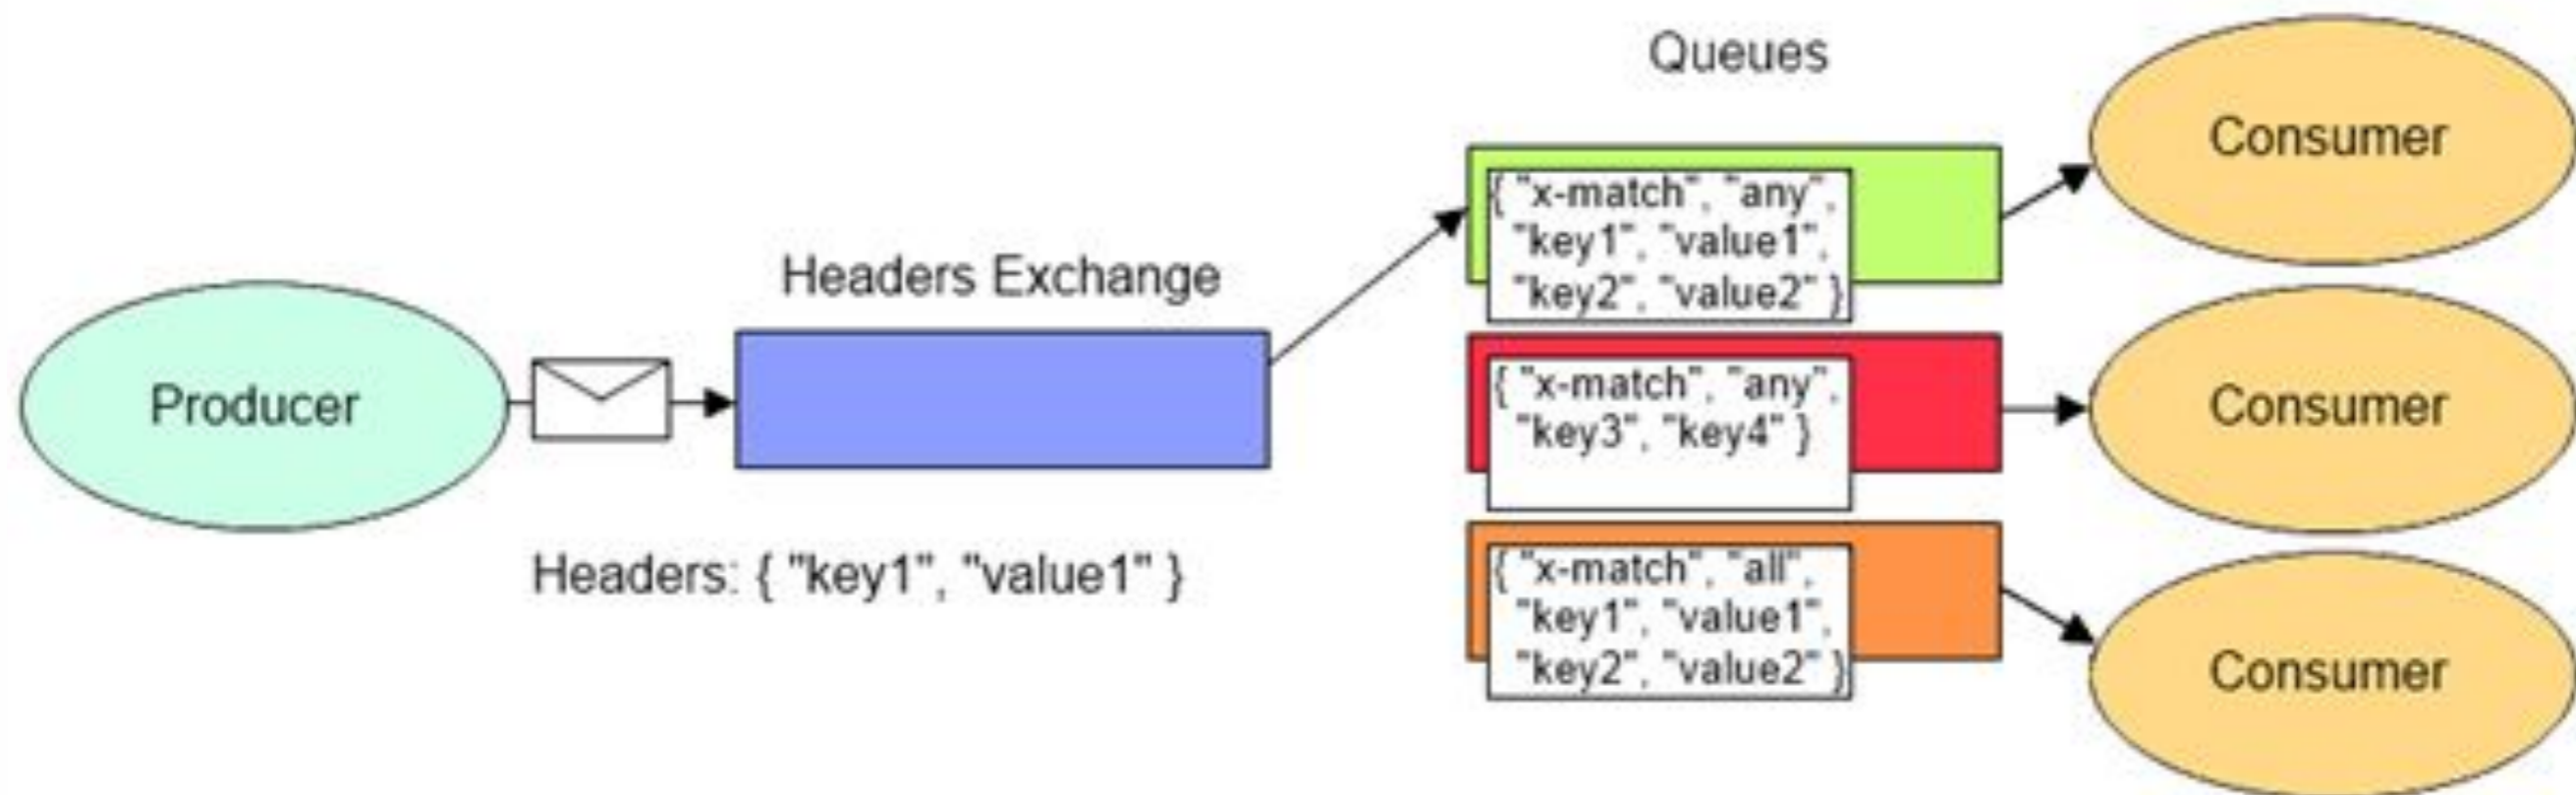 Queues
Consumer
{ "x-match", "any",
"key1", "value1",
"key2", "value2" }
Headers Exchange
Producer
{ "x-match", "any",
"key3", "key4" }
Consumer
Headers: { "key1", "value1" }
{ "x-match", "all",
"key1", "value1",
"key2", "value2" }
Consumer